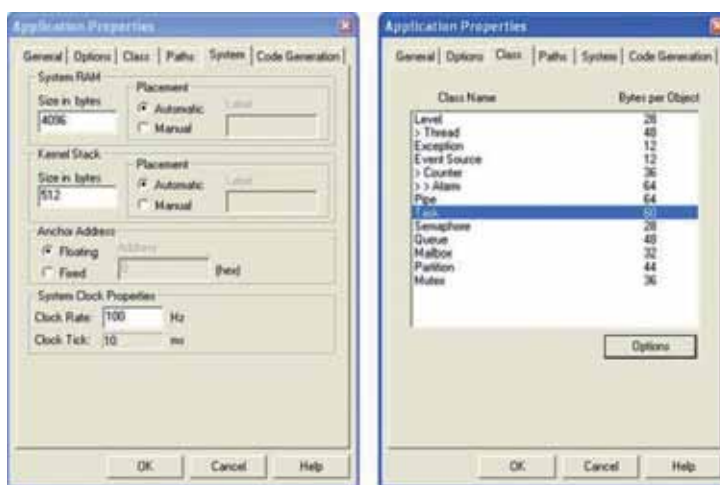 Application Properties
General Options Class Paths System Code Generation
System RAM
Size in bytes
4096
Placement
Automatic
Manual
Label
Kernel Stack
Size in bytes
512
Placement
Automatic
Manual
Label
Anchor Address
Floating
Fixed
Address
0
(hex)
System Clock Properties
Clock Rate: 100 Hz
Clock Tick: 10 ms
OK Cancel Help
Application Properties
General Options Class Paths System Code Generation
Class Name Bytes per Object
Level 28
> Thread 48
Exception 12
Event Source 12
> Counter 36
> > Alarm 64
Pipe 64
Task
Semaphore 28
Queue 48
Mailbox 32
Partition 44
Mutex 36
Options
OK Cancel Help